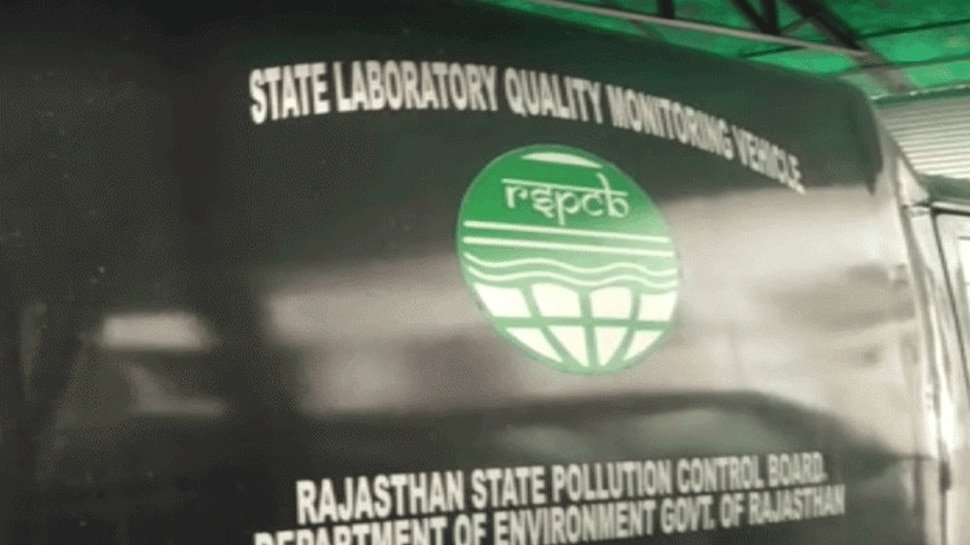 STATE LABORATORY QUALITY MONITORING VEHICLE
rspcb
RAJASTHAN STATE POLLUTION CONTROL BOARD.
DEPARTMENT OF ENVIRONMENT GOVT. OF RAJASTHAN